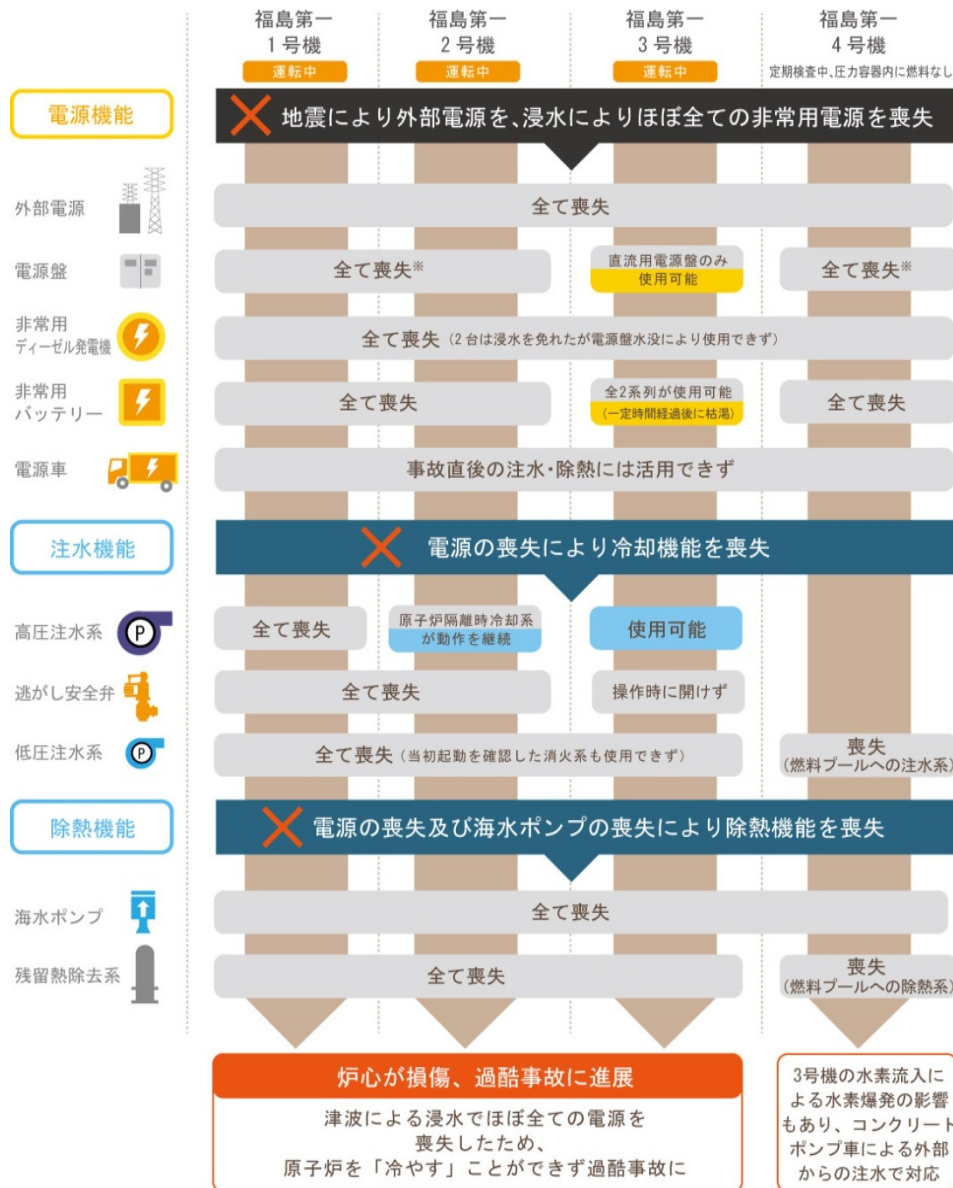 福島第一
1号機
運転中
福島第一
2号機
運転中
福島第一
3号機
運転中
福島第一
4号機
定期検査中、圧力容器内に燃料なし
電源機能
地震により外部電源を、浸水によりほぼ全ての非常用電源を喪失
外部電源
全て喪失
電源盤
全て喪失※
直流用電源盤のみ
使用可能
全て喪失※
非常用
ディーゼル発電機
全て喪失(2台は浸水を免れたが電源盤水没により使用できず)
非常用
バッテリー
全て喪失
全2系列が使用可能
(一定時間経過後に枯渇)
全て喪失
電源車
事故直後の注水・除熱には活用できず
注水機能
電源の喪失により冷却機能を喪失
高圧注水系
P
全て喪失
原子炉隔離時冷却系
が動作を継続
使用可能
逃がし安全弁
全て喪失
操作時に開けず
低圧注水系
P
全て喪失(当初起動を確認した消火系も使用できず)
喪失
(燃料プールへの注水系)
除熱機能
電源の喪失及び海水ポンプの喪失により除熱機能を喪失
海水ポンプ
全て喪失
残留熱除去系
全て喪失
喪失
(燃料プールへの除熱系)
炉心が損傷、過酷事故に進展
津波による浸水でほぼ全ての電源を
喪失したため、
原子炉を「冷やす」ことができず過酷事故に
3号機の水素流入に
よる水素爆発の影響
もあり、コンクリート
ポンプ車による外部
からの注水で対応